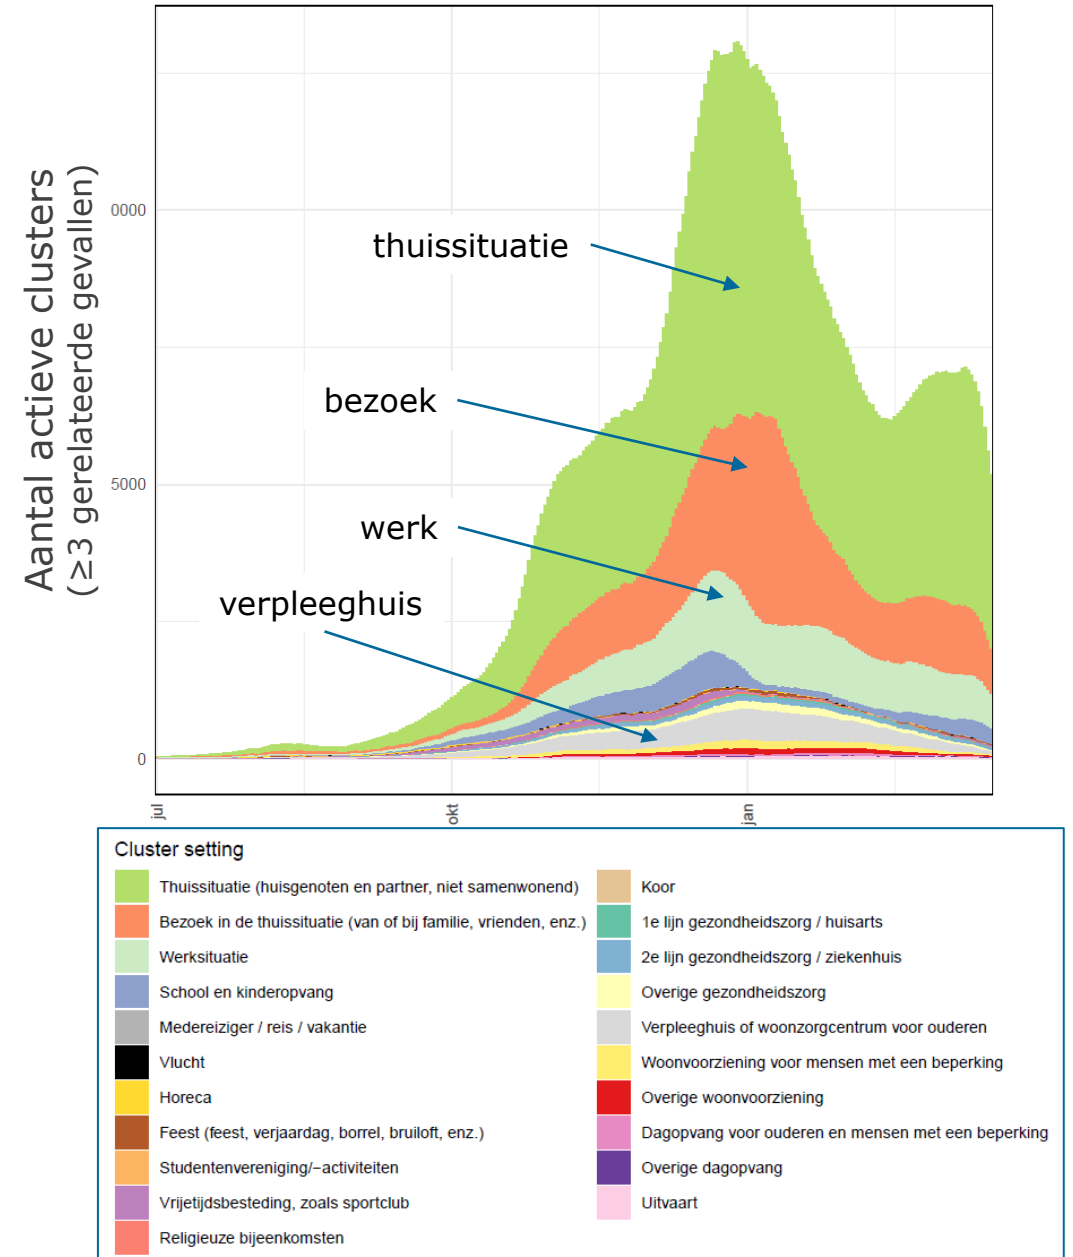 Aantal actieve clusters
(≥3 gerelateerde gevallen)
0000
5000
0
thuissituatie
bezoek
werk
verpleeghuis
jul
okt
jan
Cluster setting
Thuissituatie (huisgenoten en partner, niet samenwonend)
Bezoek in de thuissituatie (van of bij familie, vrienden, enz.)
Werksituatie
School en kinderopvang
Medereiziger / reis / vakantie
Vlucht
Horeca
Feest (feest, verjaardag, borrel, bruiloft, enz.)
Studentenvereniging/−activiteiten
Vrijetijdsbesteding, zoals sportclub
Religieuze bijeenkomsten
Koor
1e lijn gezondheidszorg / huisarts
2e lijn gezondheidszorg / ziekenhuis
Overige gezondheidszorg
Verpleeghuis of woonzorgcentrum voor ouderen
Woonvoorziening voor mensen met een beperking
Overige woonvoorziening
Dagopvang voor ouderen en mensen met een beperking
Overige dagopvang
Uitvaart